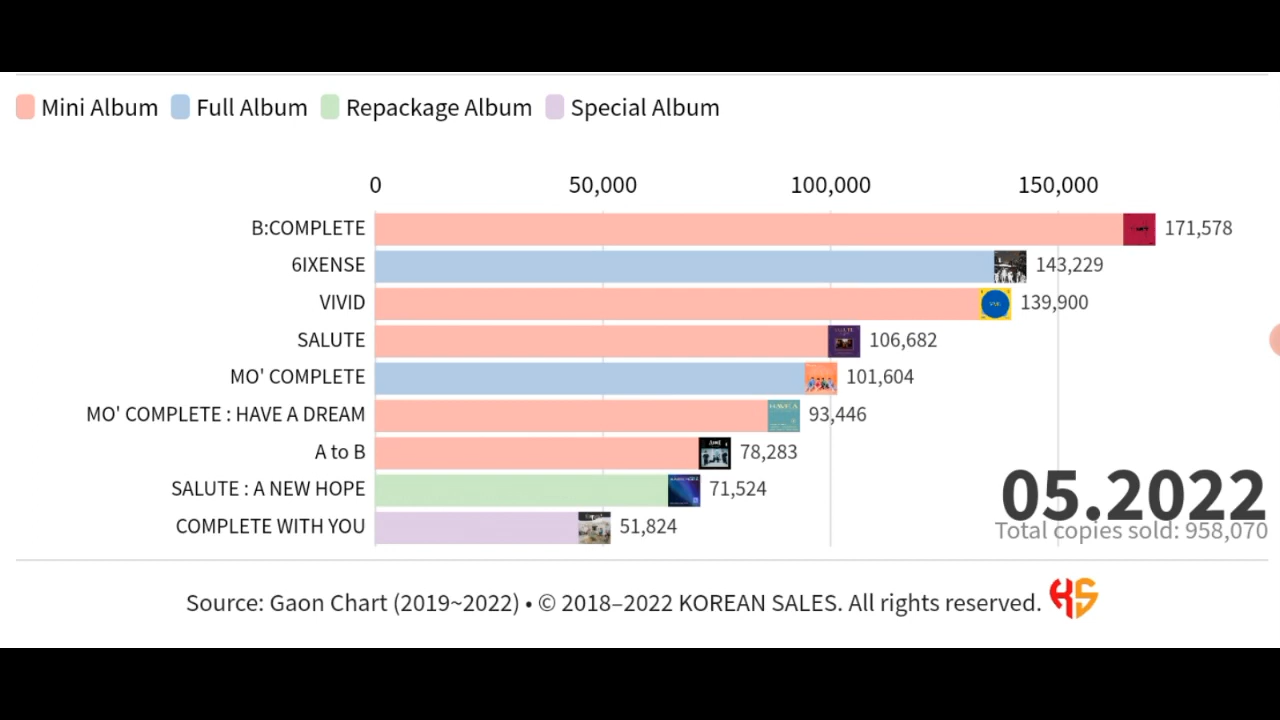 Mini Album Full Album Repackage Album Special Album
0 50,000 100,000 150,000
B:COMPLETE 171,578
6IXENSE 143,229
VIVID 139,900
SALUTE 106,682
MO' COMPLETE 101,604
MO' COMPLETE : HAVE A DREAM 93,446
A to B 78,283
SALUTE : A NEW HOPE 71,524
COMPLETE WITH YOU 51,824
05.2022
Total copies sold: 958,070
Source: Gaon Chart (2019~2022) • © 2018–2022 KOREAN SALES. All rights reserved. KS